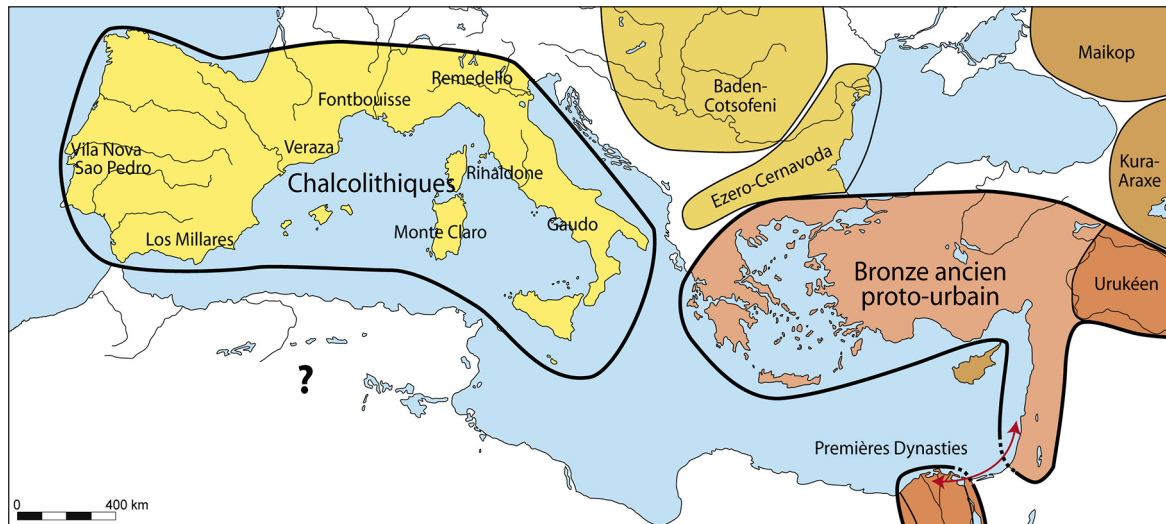 Maikop
Baden-
Cotsofeni
Remedello
Fontbouisse
Veraza
Vila Nova
Sao Pedro
Chalcolithiques
Rinaldone
Ezero-Cernavoda
Kura-
Araxe
Los Millares
Monte Claro
Gaudo
Bronze ancien
proto-urbain
Urukéen
?
Premières Dynasties
0 400 km